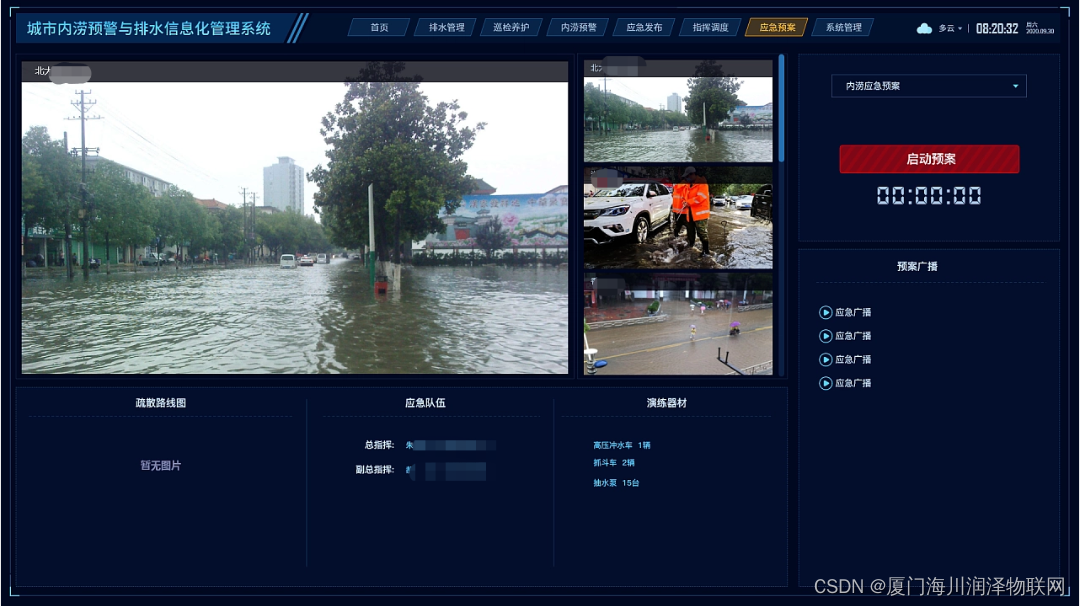 城市内涝预警与排水信息化管理系统
首页 排水管理 巡检养护 内涝预警 应急发布 指挥调度 应急预案 系统管理
多云 08:20:32 周六 2020.09.30
北大
北
内涝应急预案
启动预案
00:00:00
预案广播
应急广播
应急广播
应急广播
应急广播
疏散路线图
暂无图片
应急队伍
总指挥: 朱
副总指挥:
演练器材
高压冲水车 1辆
抓斗车 2辆
抽水泵 15台
CSDN @厦门海川润泽物联网